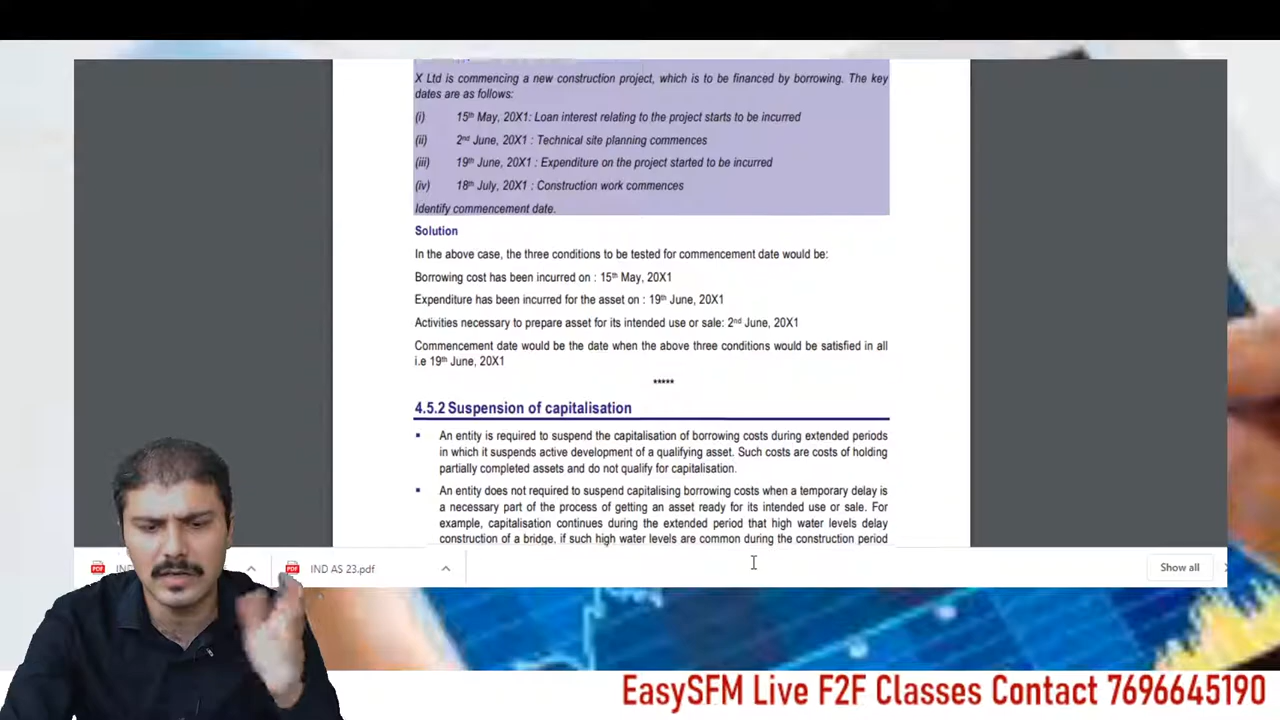 X Ltd is commencing a new construction project, which is to be financed by borrowing. The key
dates are as follows:
(i) 15th May, 20X1: Loan interest relating to the project starts to be incurred
(ii) 2nd June, 20X1 : Technical site planning commences
(iii) 19th June, 20X1 : Expenditure on the project started to be incurred
(iv) 18th July, 20X1 : Construction work commences
Identify commencement date.
Solution
In the above case, the three conditions to be tested for commencement date would be:
Borrowing cost has been incurred on : 15th May, 20X1
Expenditure has been incurred for the asset on : 19th June, 20X1
Activities necessary to prepare asset for its intended use or sale: 2nd June, 20X1
Commencement date would be the date when the above three conditions would be satisfied in all
i.e 19th June, 20X1
*****
4.5.2 Suspension of capitalisation
▪ An entity is required to suspend the capitalisation of borrowing costs during extended periods
in which it suspends active development of a qualifying asset. Such costs are costs of holding
partially completed assets and do not qualify for capitalisation.
▪ An entity does not required to suspend capitalising borrowing costs when a temporary delay is
a necessary part of the process of getting an asset ready for its intended use or sale. For
example, capitalisation continues during the extended period that high water levels delay
construction of a bridge, if such high water levels are common during the construction period
PDF PDF IND AS 23.pdf Show all
EasySFM Live F2F Classes Contact 7696645190